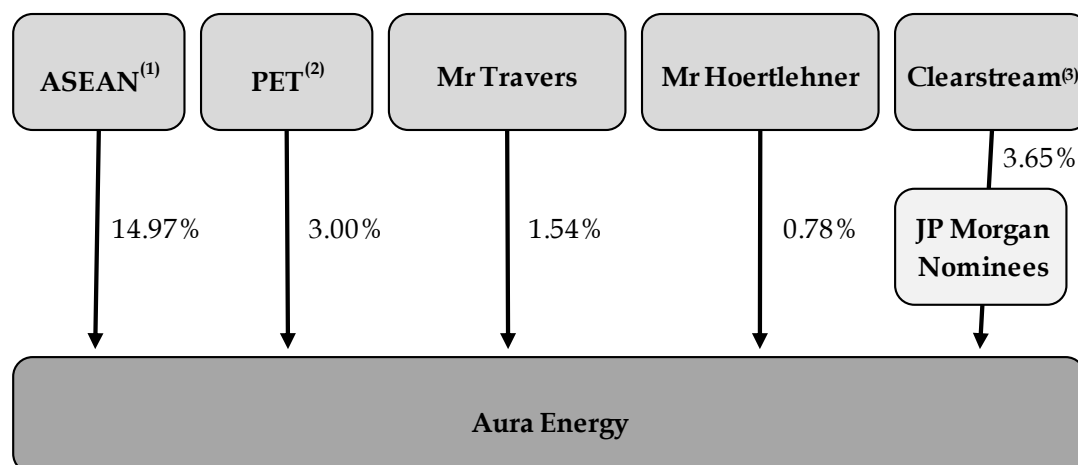 ASEAN(1)
PET(2)
Mr Travers
Mr Hoertlehner
Clearstream(3)
3.65%
14.97%
3.00%
1.54%
0.78%
JP Morgan
Nominees
Aura Energy